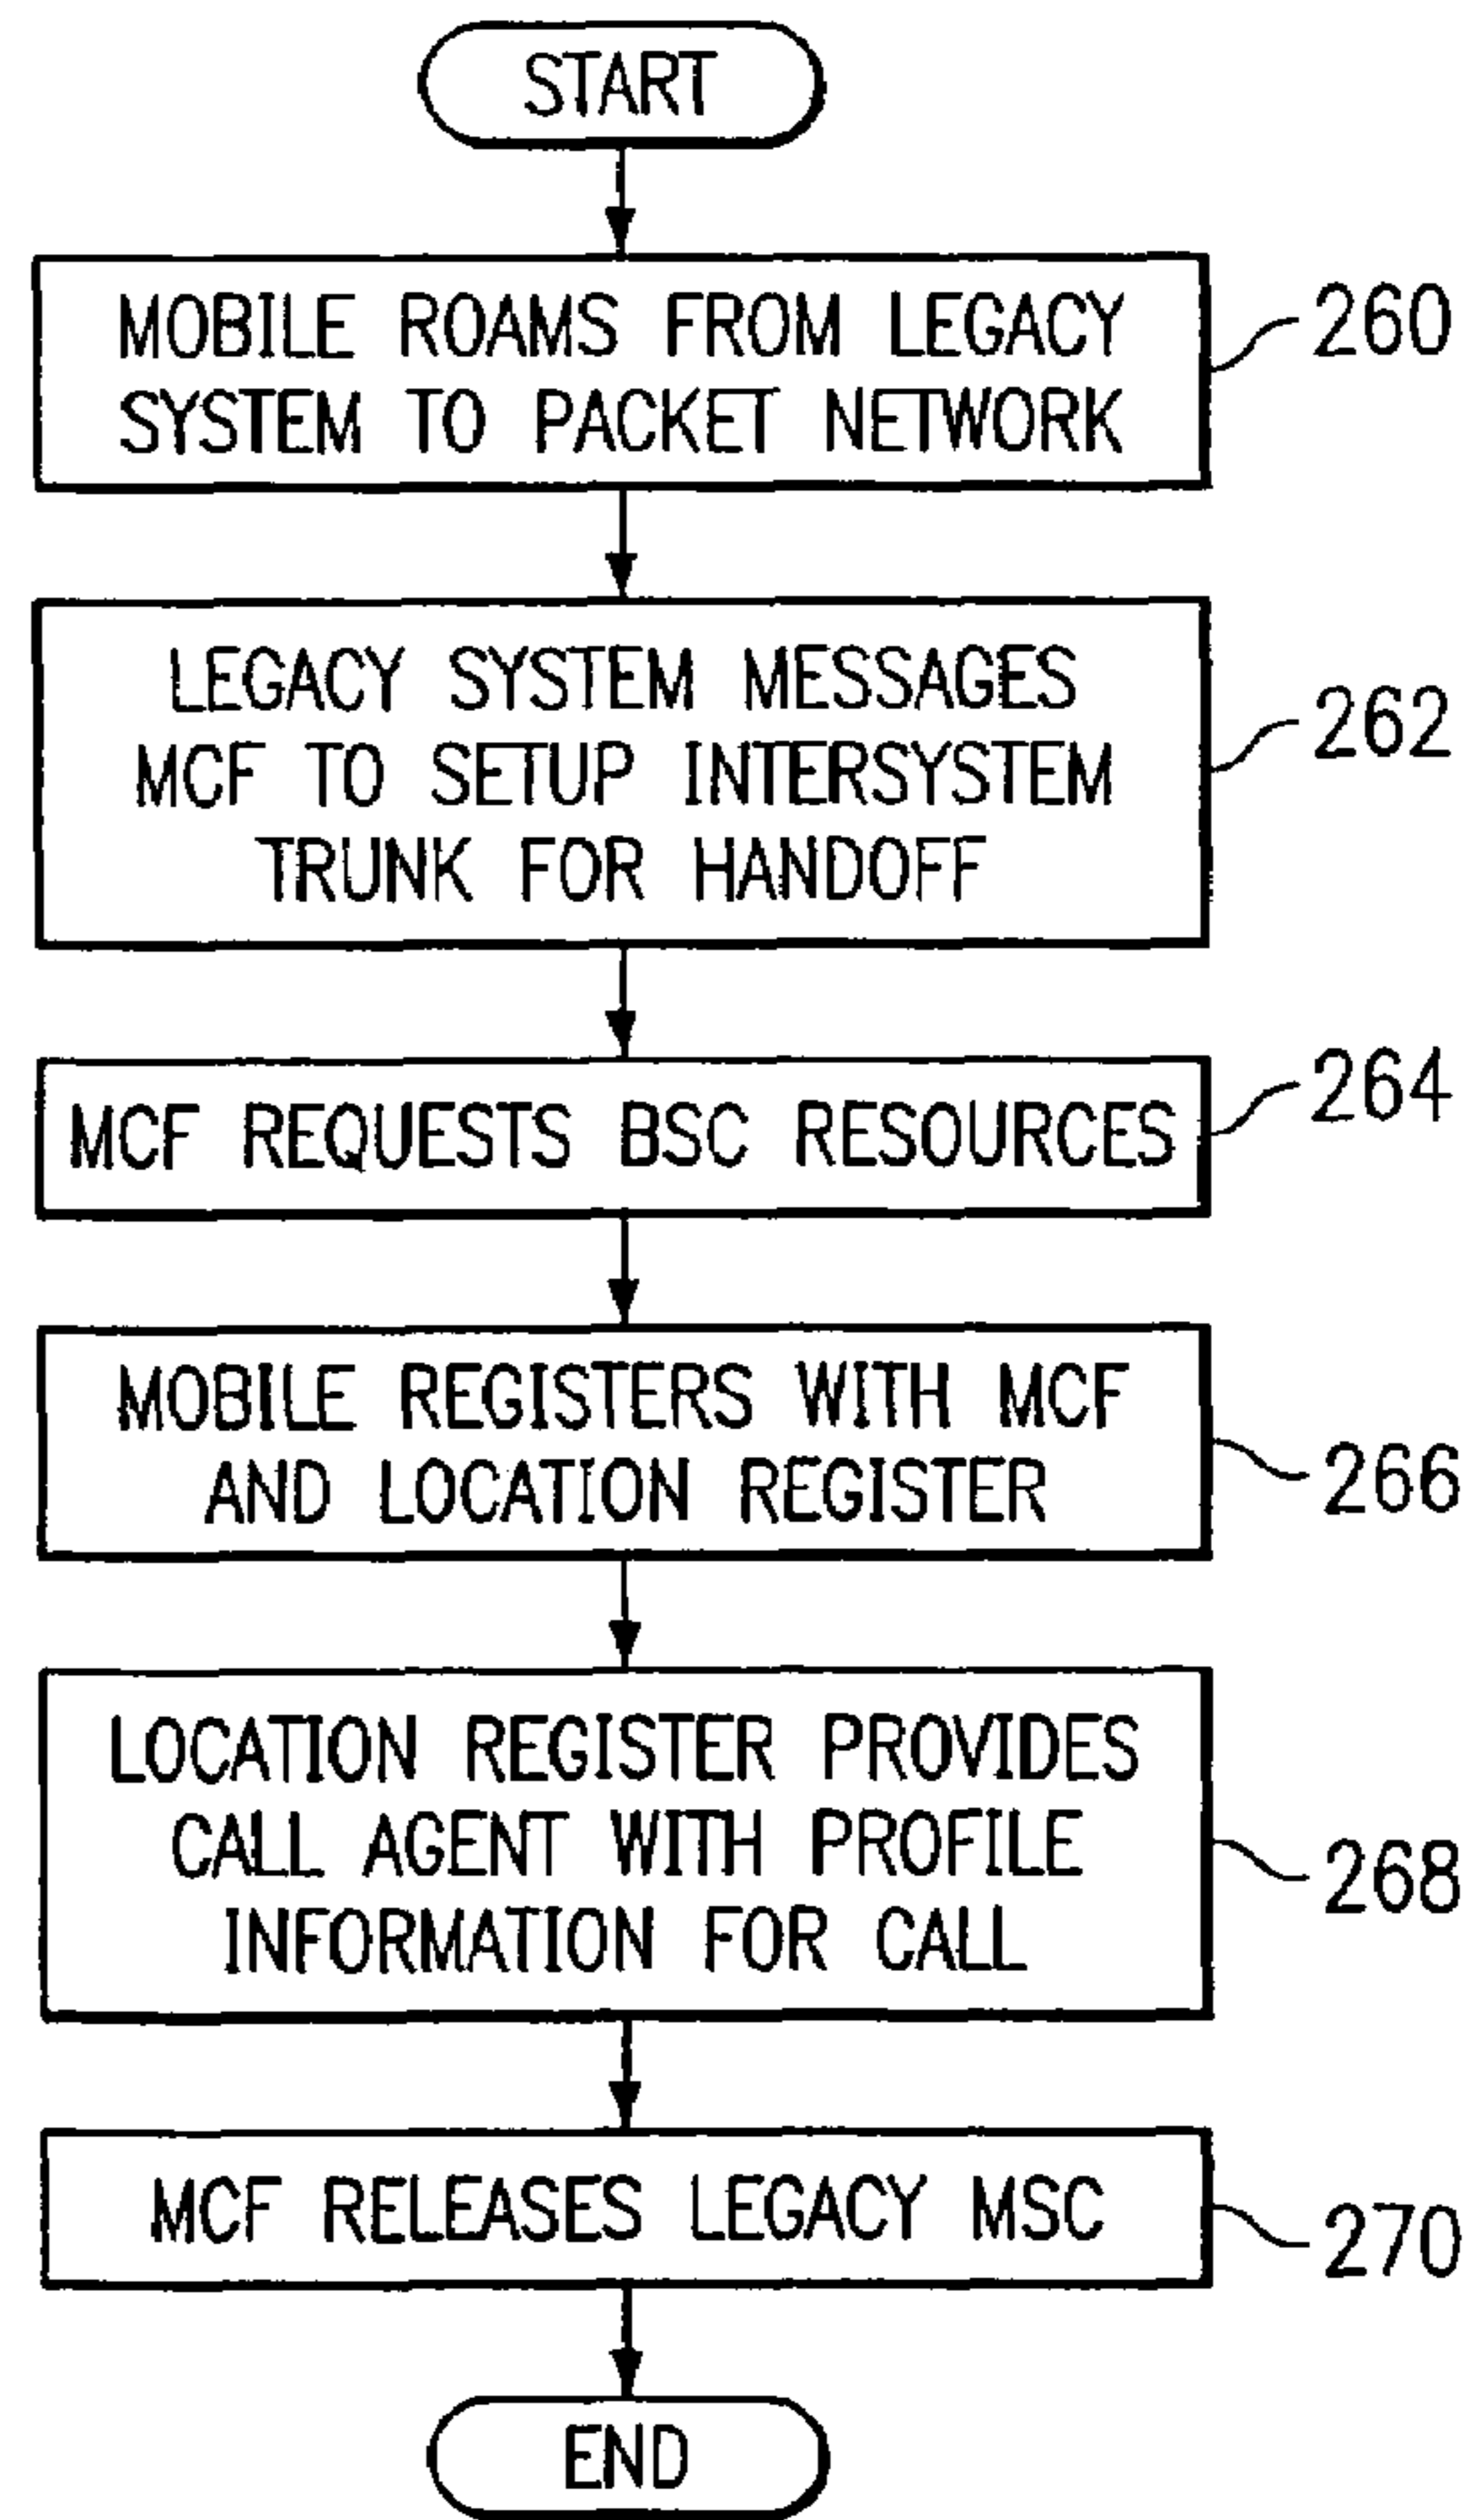 START
MOBILE ROAMS FROM LEGACY
SYSTEM TO PACKET NETWORK
260
LEGACY SYSTEM MESSAGES
MCF TO SETUP INTERSYSTEM
TRUNK FOR HANDOFF
262
MCF REQUESTS BSC RESOURCES
264
MOBILE REGISTERS WITH MCF
AND LOCATION REGISTER
266
LOCATION REGISTER PROVIDES
CALL AGENT WITH PROFILE
INFORMATION FOR CALL
268
MCF RELEASES LEGACY MSC
270
END